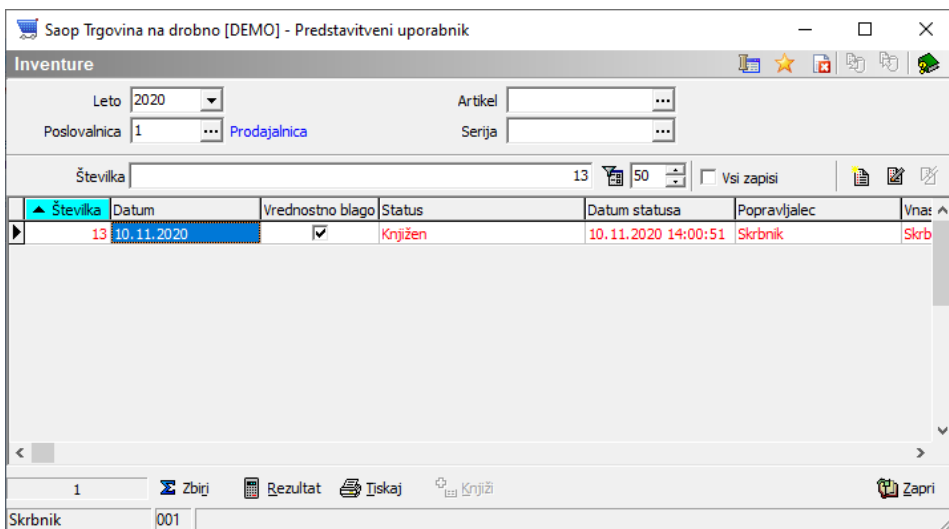 Saop Trgovina na drobno [DEMO] - Predstavitveni uporabnik
Inventure
Leto 2020 Artikel
Poslovalnica 1 Prodajalnica Serija
Številka 13 50 Vsi zapisi
Številka Datum Vrednostno blago Status Datum statusa Popravljalec Vnas
13 10.11.2020 Knjižen 10.11.2020 14:00:51 Skrbnik Skrb
1 Zbiri Rezultat Tiskaj Knjiži Zapri
Skrbnik 001